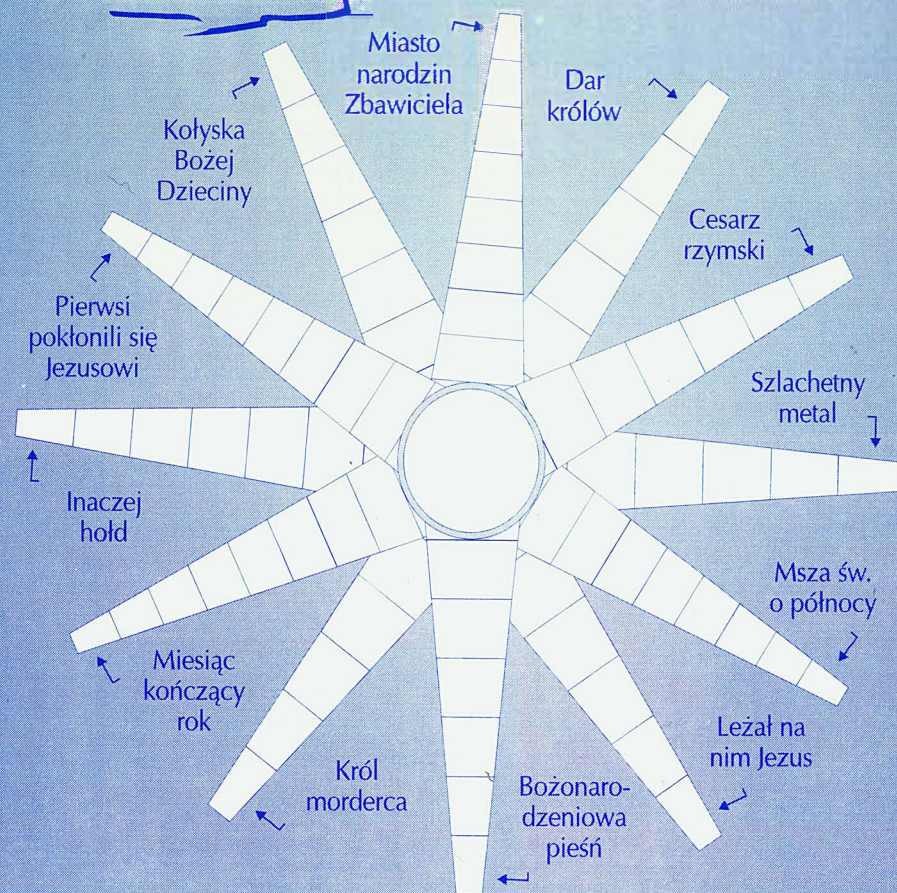 Miasto
narodzin
Zbawiciela
Dar
królów
Cesarz
rzymski
Szlachetny
metal
Msza św.
o północy
Leżał na
nim Jezus
Bożonaro-
dzeniowa
pieśń
Król
morderca
Miesiąc
kończący
rok
Inaczej
hołd
Pierwsi
pokłonili się
Jezusowi
Kołyska
Bożej
Dzieciny